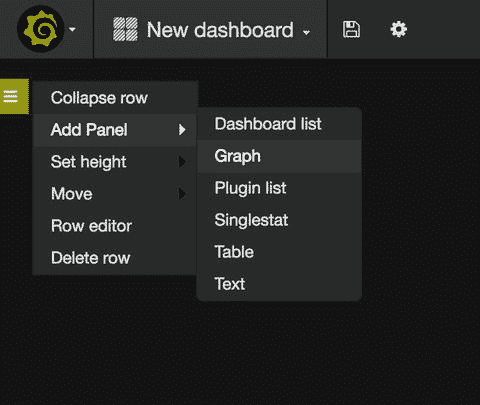 New dashboard
Collapse row
Add Panel
Set height
Move
Row editor
Delete row
Dashboard list
Graph
Plugin list
Singlestat
Table
Text